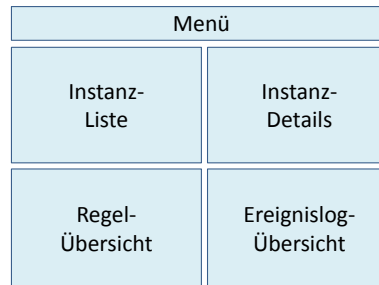 Menü
Instanz-
Liste
Instanz-
Details
Regel-
Übersicht
Ereignislog-
Übersicht